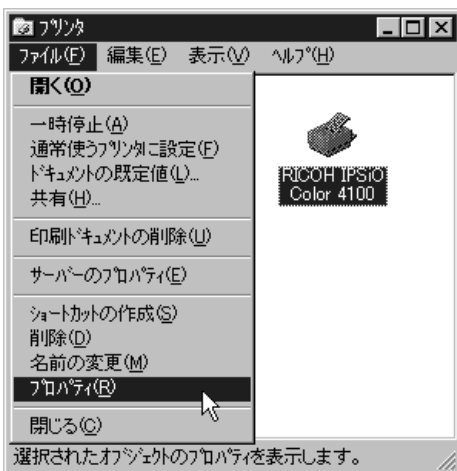 プリンタ
ファイル(F) 編集(E) 表示(V) ヘルプ(H)
開く(O)
一時停止(A)
通常使うプリンタに設定(F)
ドキュメントの既定値(L)...
共有(H)...
印刷ドキュメントの削除(U)
サーバーのプロパティ(E)
ショートカットの作成(S)
削除(D)
名前の変更(M)
プロパティ(R)
閉じる(C)
RICOH IPSiO
Color 4100
選択されたオブジェクトのプロパティを表示します。